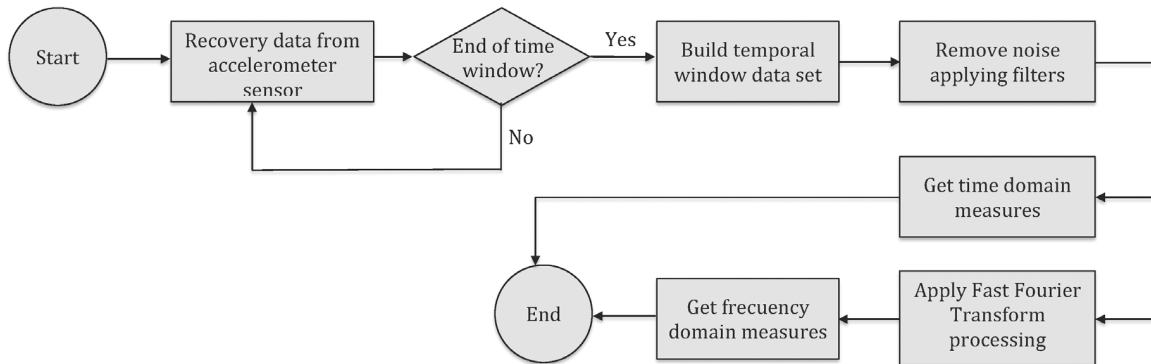 Start
Recovery data from
accelerometer
sensor
End of time
window?
Yes
No
Build temporal
window data set
Remove noise
applying filters
Get time domain
measures
Apply Fast Fourier
Transform
processing
Get frecuency
domain measures
End